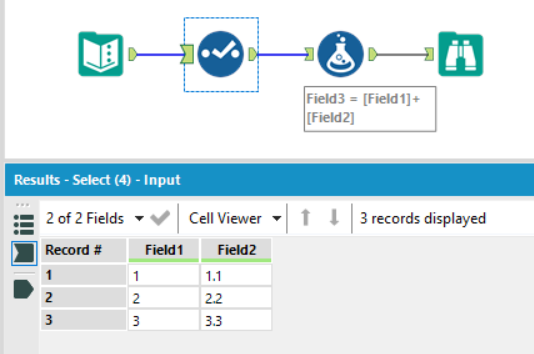 Field3 = [Field1]+
[Field2]
Results - Select (4) - Input
2 of 2 Fields Cell Viewer 3 records displayed
Record # Field1 Field2
1 1 1.1
2 2 2.2
3 3 3.3